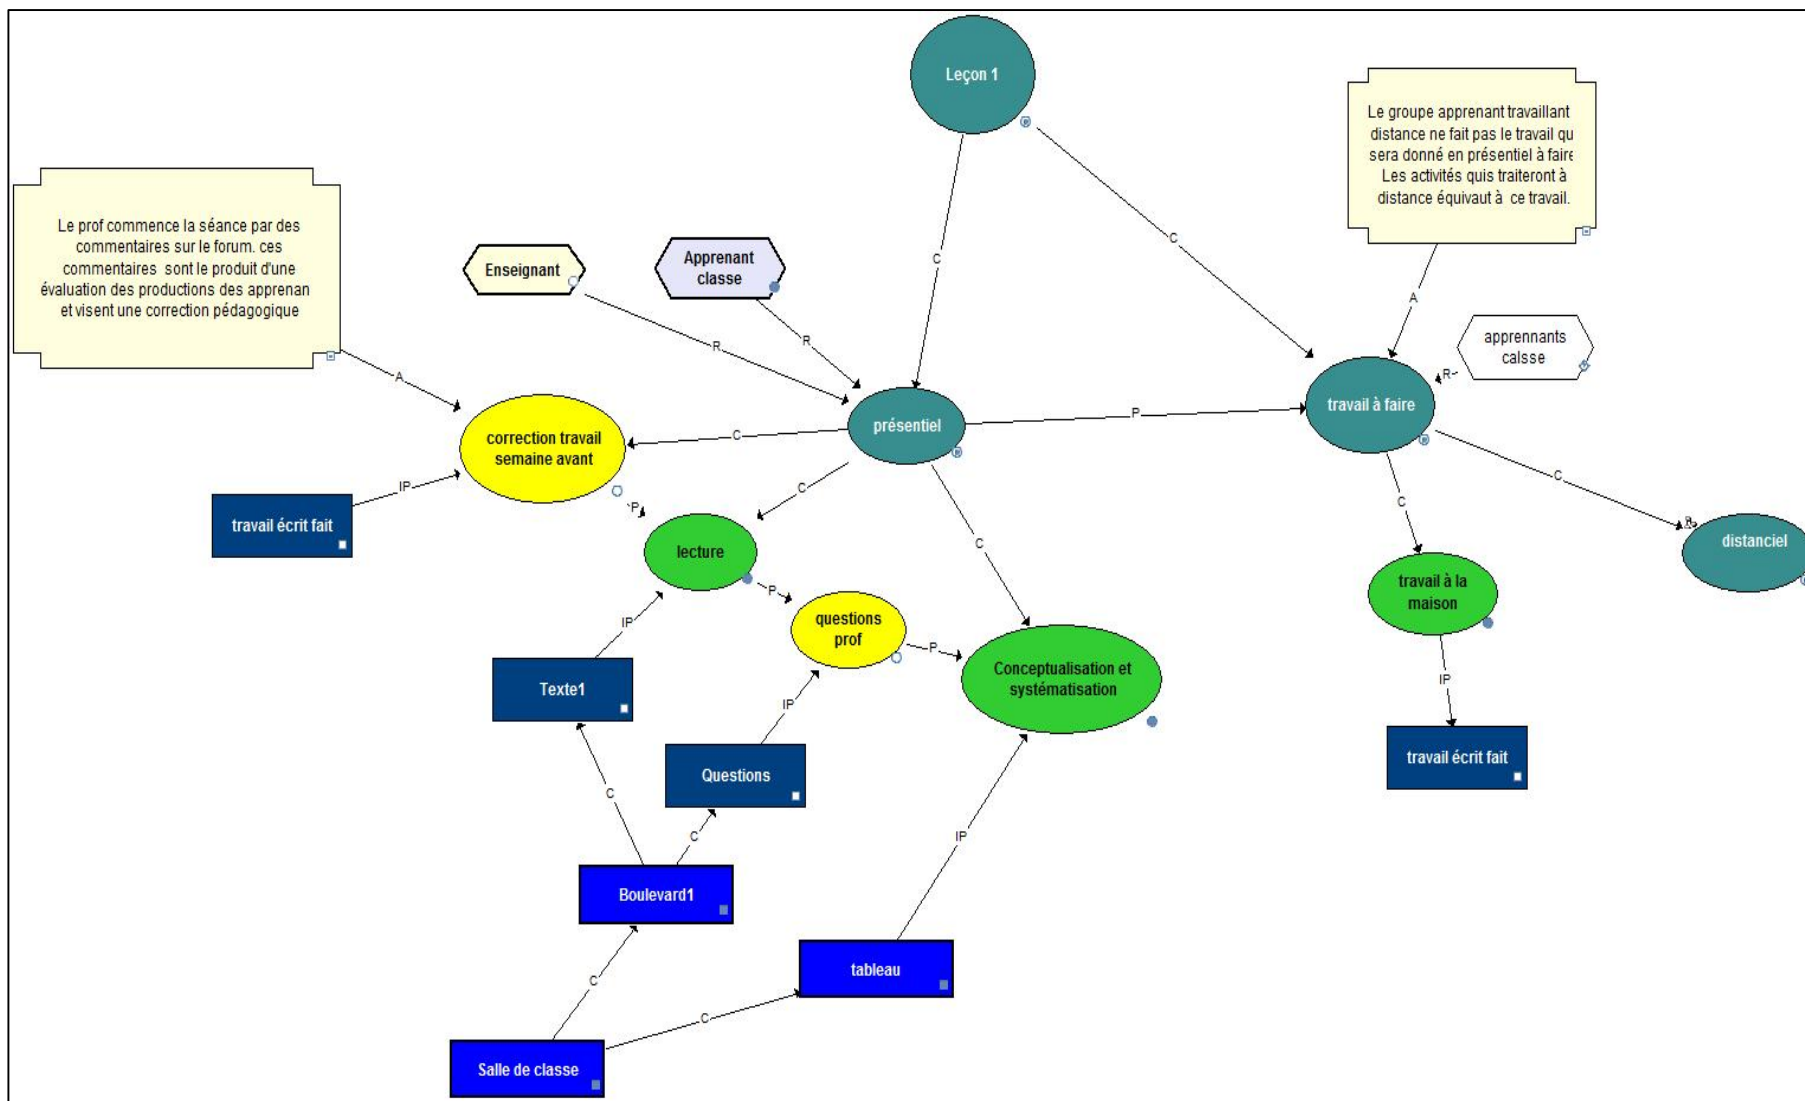 Leçon 1
Le groupe apprenant travaillant
distance ne fait pas le travail qu
sera donné en présentiel à faire
Les activités quis traiteront à
distance équivaut à ce travail.
Le prof commence la séance par des
commentaires sur le forum. ces
commentaires sont le produit d'une
évaluation des productions des apprenan
et visent une correction pédagogique
Enseignant
Apprenant
classe
C
C
A
R
R
apprennants
calsse
R
A
correction travail
semaine avant
C
présentiel
P
travail à faire
IP
travail écrit fait
P
C
C
C
C
lecture
P
distanciel
travail à la
maison
IP
questions
prof
P
Conceptualisation et
systématisation
IP
Texte1
IP
Questions
travail écrit fait
C
C
IP
Boulevard1
C
tableau
C
Salle de classe